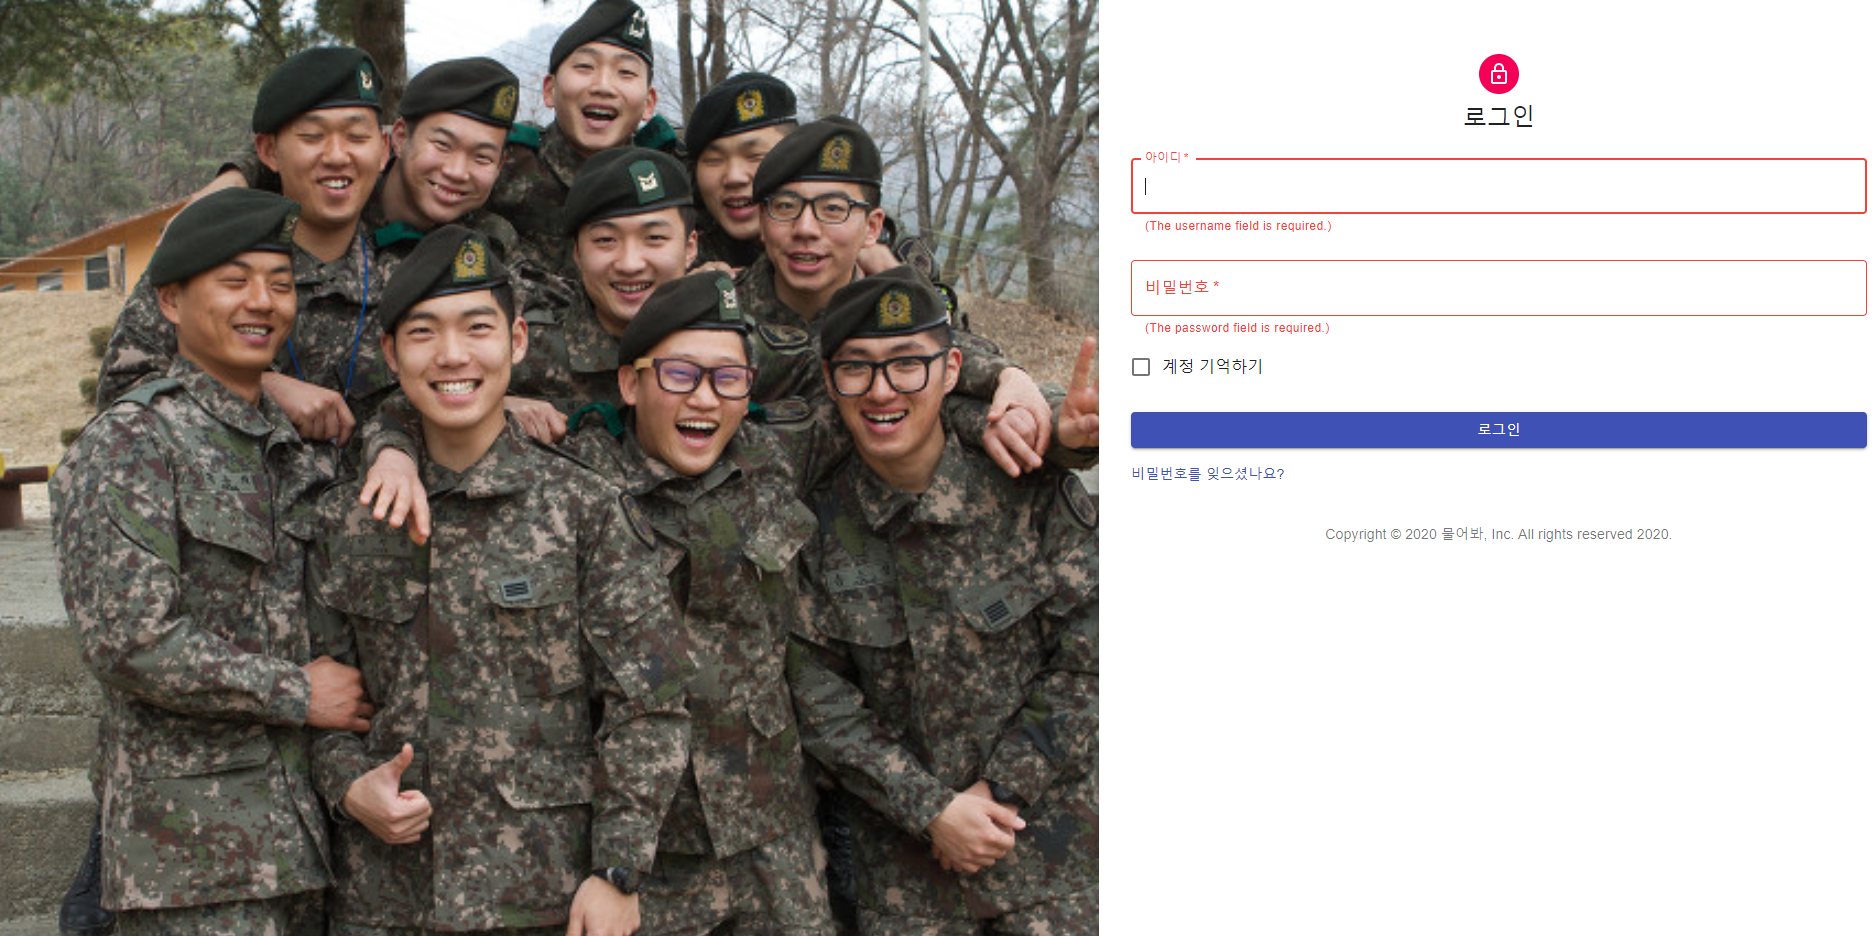 로그인
아이디 *
(The username field is required.)
비밀번호 *
(The password field is required.)
계정 기억하기
로그인
비밀번호를 잊으셨나요?
Copyright © 2020 물어봐, Inc. All rights reserved 2020.